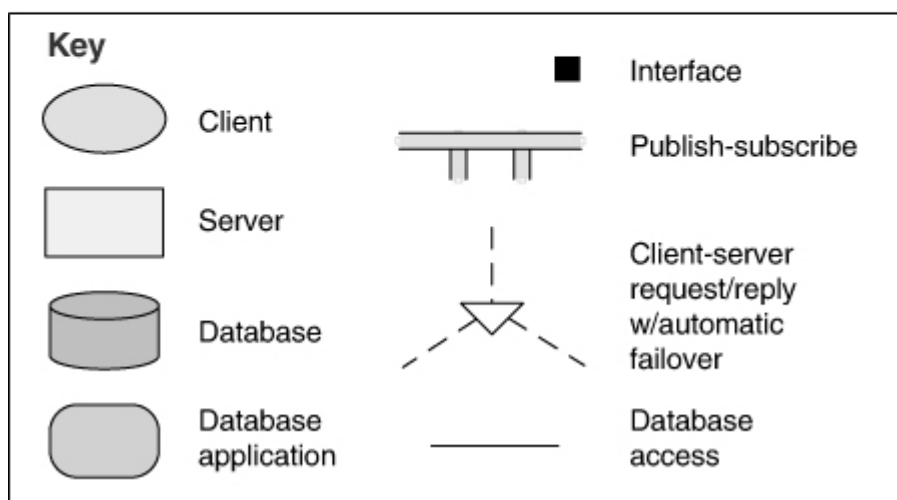 Key
Client
Server
Database
Database
application
Interface
Publish-subscribe
Client-server
request/reply
w/automatic
failover
Database
access